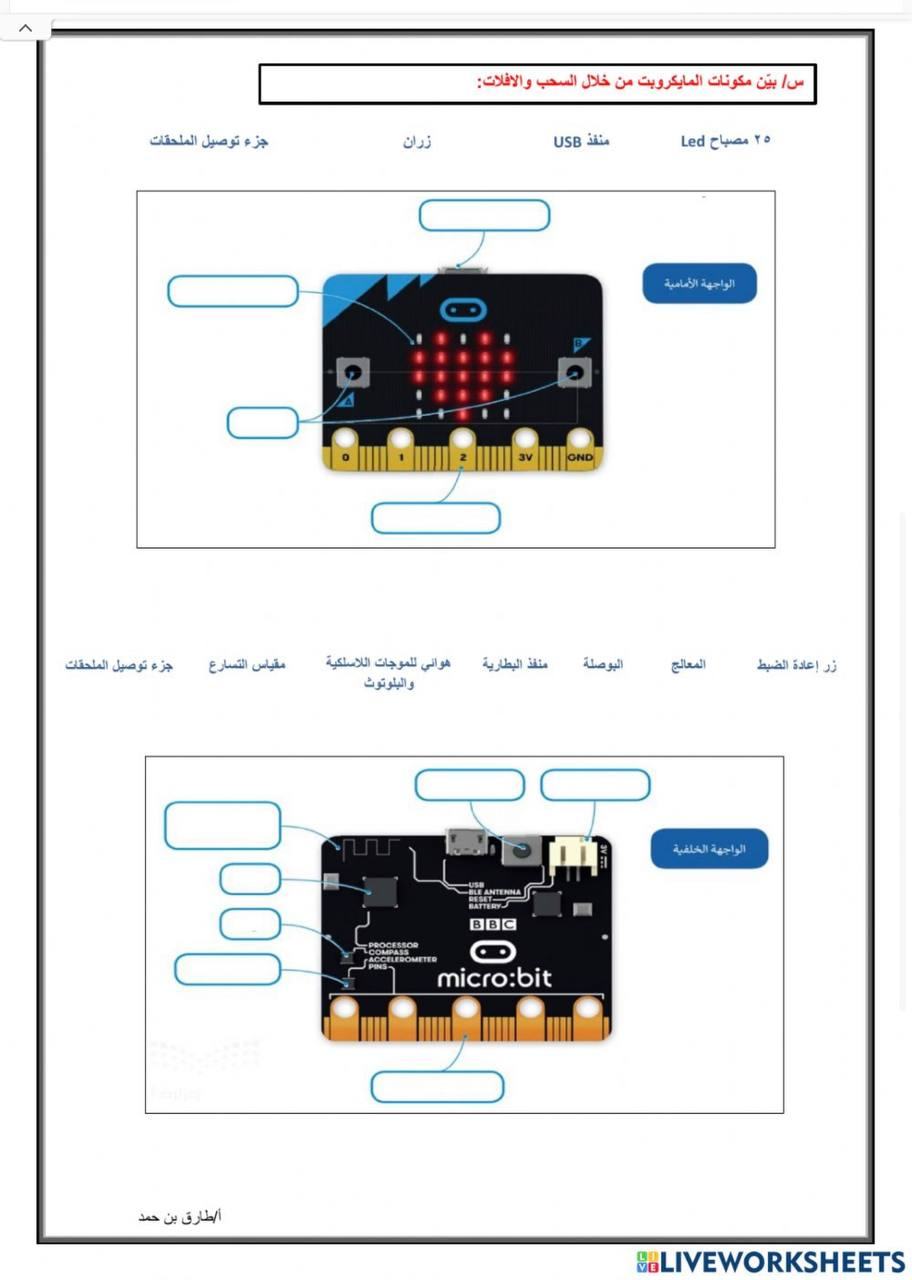 س/ بيّن مكونات المايكروبت من خلال السحب والافلات:
٢٥ مصباح Led
منفذ USB
زران
جزء توصيل الملحقات
الواجهة الأمامية
B
A
0 1 2 3V GND
زر إعادة الضبط
المعالج
البوصلة
منفذ البطارية
هوائي للموجات اللاسلكية
والبلوتوث
مقياس التسارع
جزء توصيل الملحقات
الواجهة الخلفية
3V
USB
BLE ANTENNA
RESET
BATTERY
BBC
PROCESSOR
COMPASS
ACCELEROMETER
PINS
micro:bit
أ/طارق بن حمد
LIVEWORKSHEETS